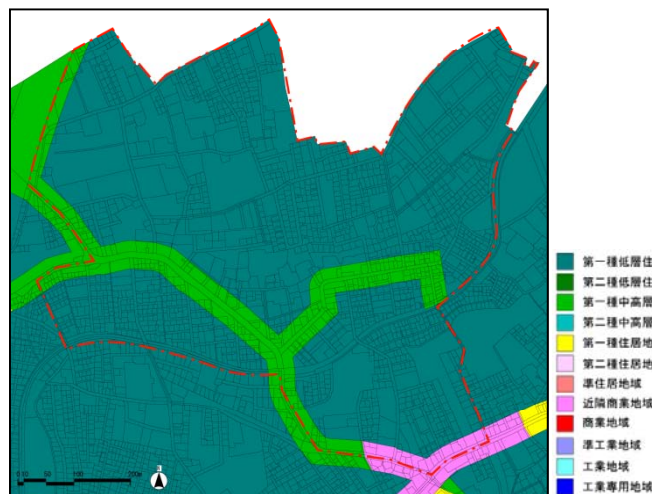 第一種低層住
第二種低層住
第一種中高層
第二種中高層
第一種住居地
第二種住居地
準住居地域
近隣商業地域
商業地域
準工業地域
工業地域
工業専用地域